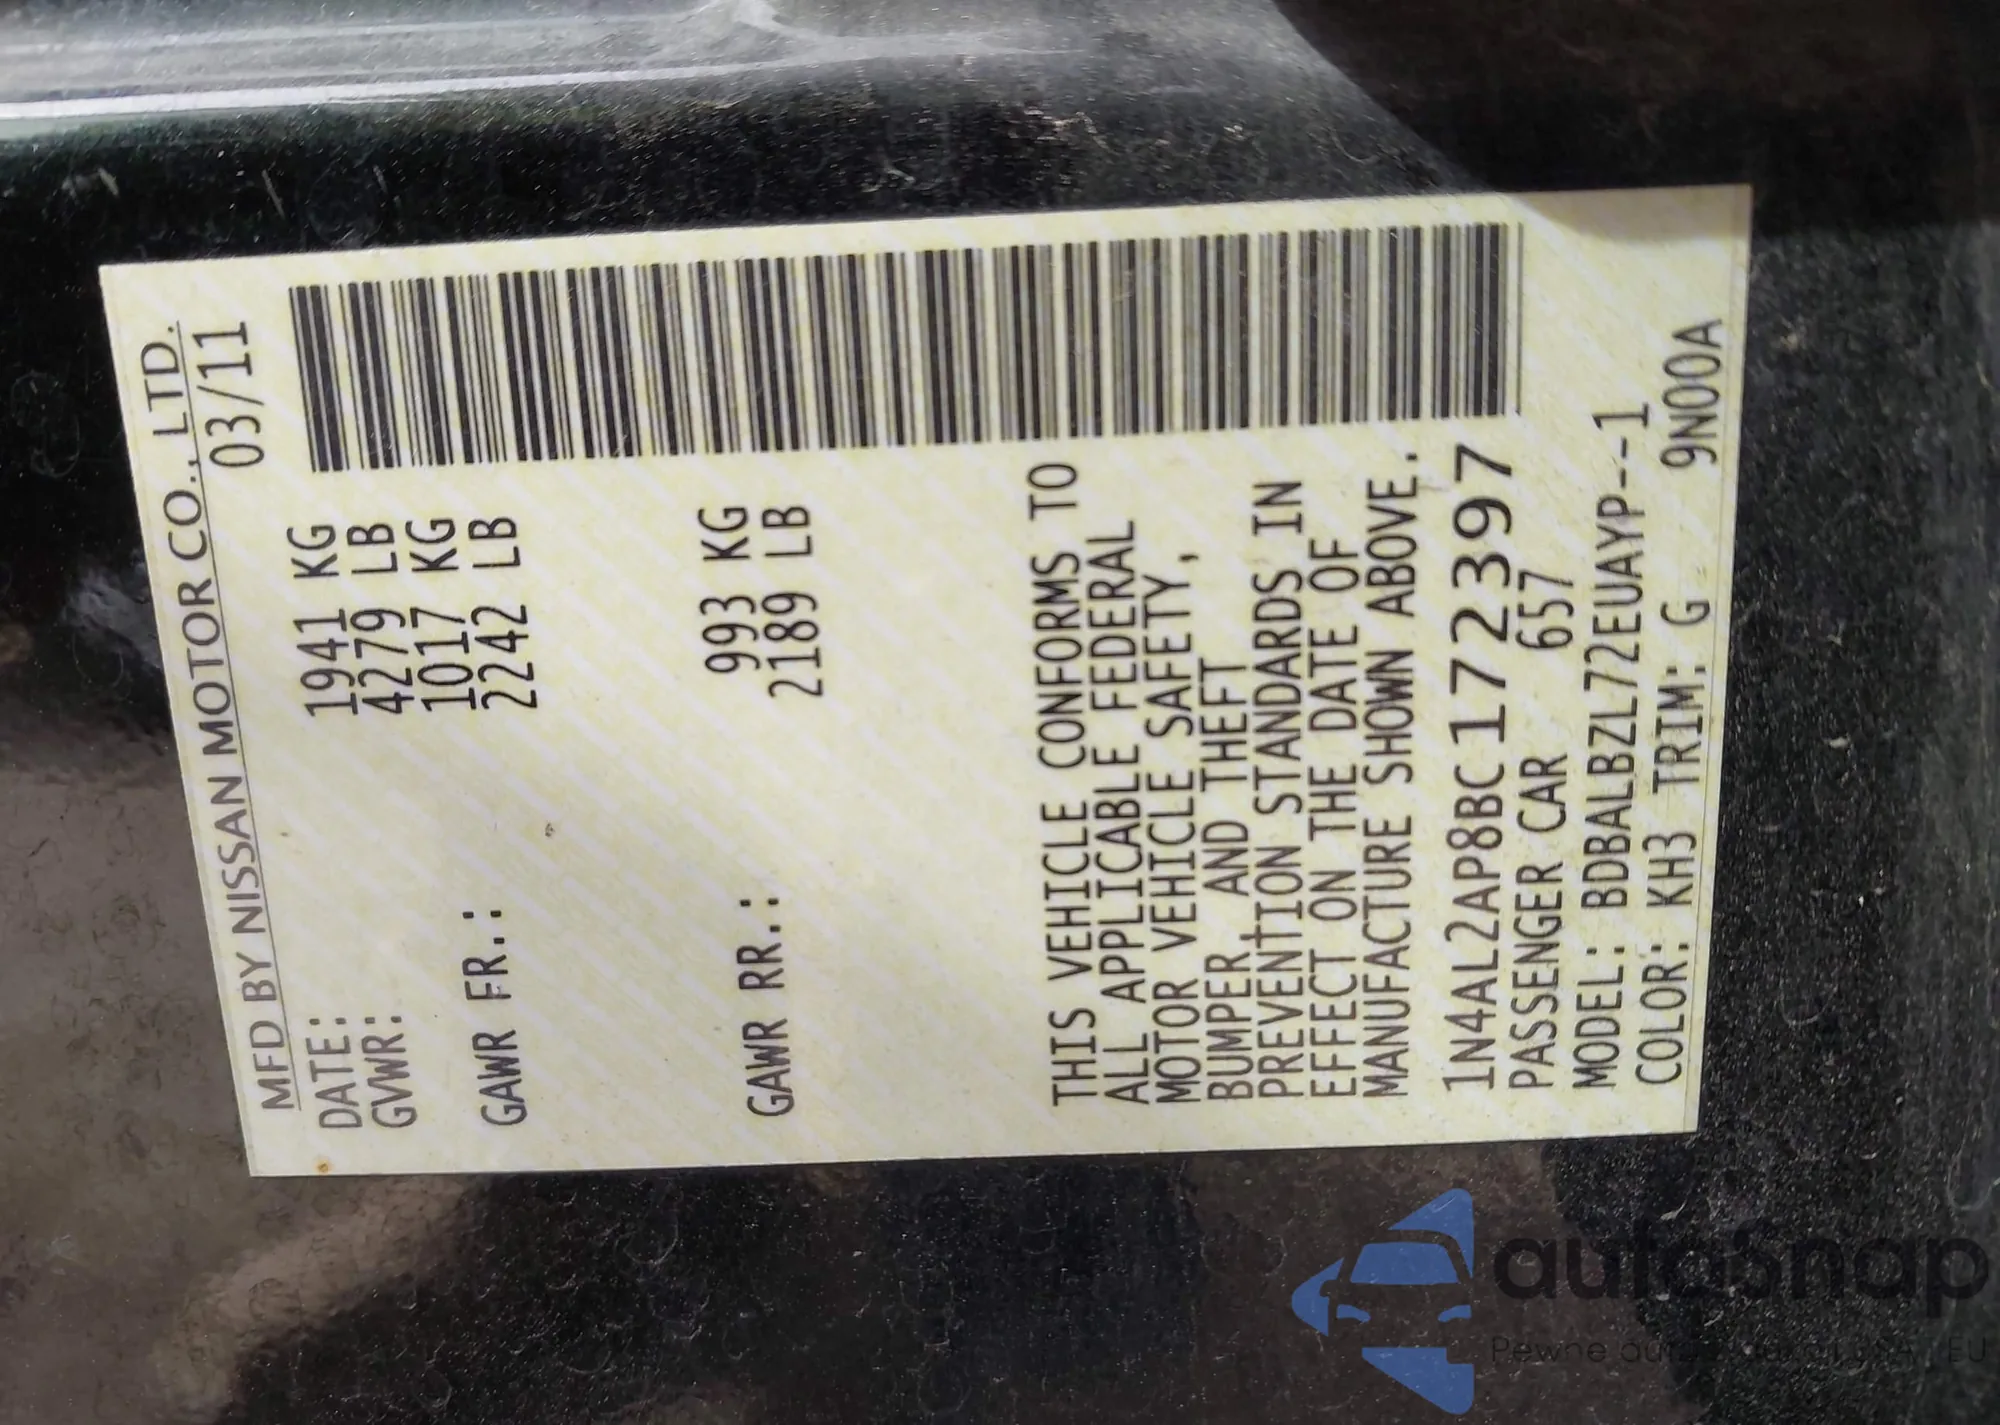 MFD BY NISSAN MOTOR CO., LTD.
DATE: 03/11
GVWR: 1941 KG
4279 LB
GAWR FR.: 1017 KG
2242 LB
GAWR RR.: 993 KG
2189 LB
THIS VEHICLE CONFORMS TO
ALL APPLICABLE FEDERAL
MOTOR VEHICLE SAFETY,
BUMPER, AND THEFT
PREVENTION STANDARDS IN
EFFECT ON THE DATE OF
MANUFACTURE SHOWN ABOVE.
1N4AL2AP8BC172397
PASSENGER CAR 657
MODEL: BDBALBZL72EUAYP---1
COLOR: KH3 TRIM: G 9N00A
autoSnap
Pewne auta
EU